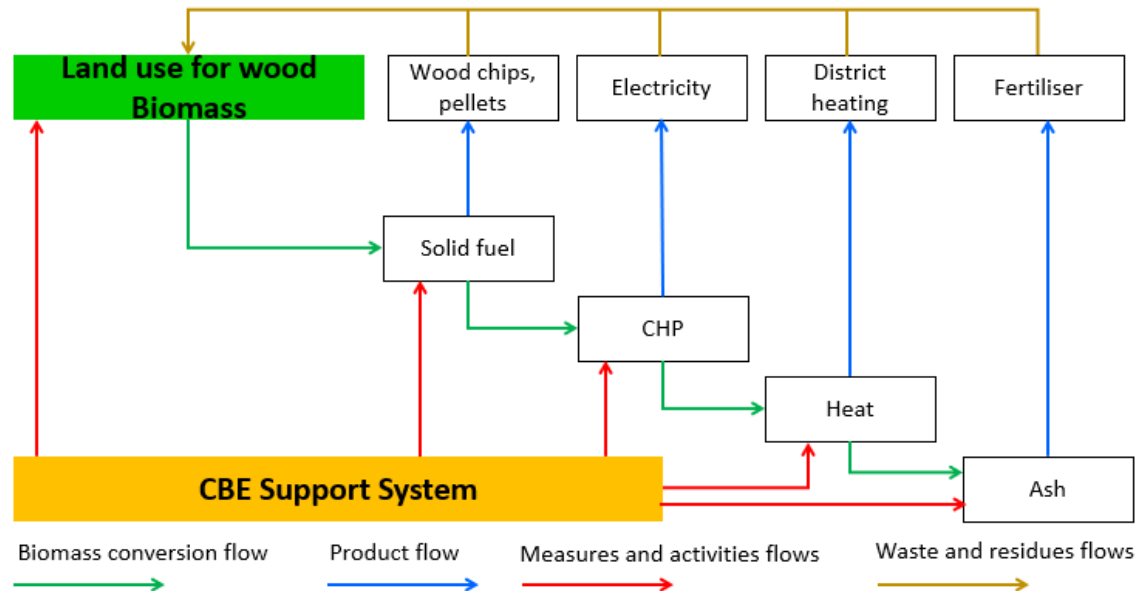 Land use for wood
Biomass
Wood chips,
pellets
Electricity
District
heating
Fertiliser
Solid fuel
CHP
Heat
CBE Support System
Ash
Biomass conversion flow
Product flow
Measures and activities flows
Waste and residues flows